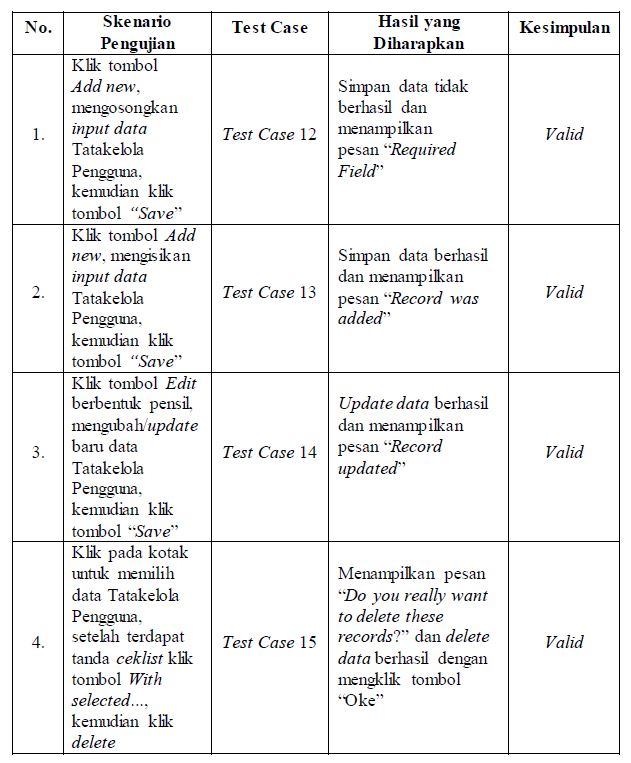 No.
Skenario
Pengujian
Test Case
Hasil yang
Diharapkan
Kesimpulan
1.
Klik tombol
Add new,
mengosongkan
input data
Tatakelola
Pengguna,
kemudian klik
tombol “Save”
Test Case 12
Simpan data tidak
berhasil dan
menampilkan
pesan “Required
Field”
Valid
2.
Klik tombol Add
new, mengisikan
input data
Tatakelola
Pengguna,
kemudian klik
tombol “Save”
Test Case 13
Simpan data berhasil
dan menampilkan
pesan “Record was
added”
Valid
3.
Klik tombol Edit
berbentuk pensil,
mengubah/update
baru data
Tatakelola
Pengguna,
kemudian klik
tombol “Save”
Test Case 14
Update data berhasil
dan menampilkan
pesan “Record
updated”
Valid
4.
Klik pada kotak
untuk memilih
data Tatakelola
Pengguna,
setelah terdapat
tanda ceklist klik
tombol With
selected...,
kemudian klik
delete
Test Case 15
Menampilkan pesan
“Do you really want
to delete these
records?” dan delete
data berhasil dengan
mengklik tombol
“Oke”
Valid